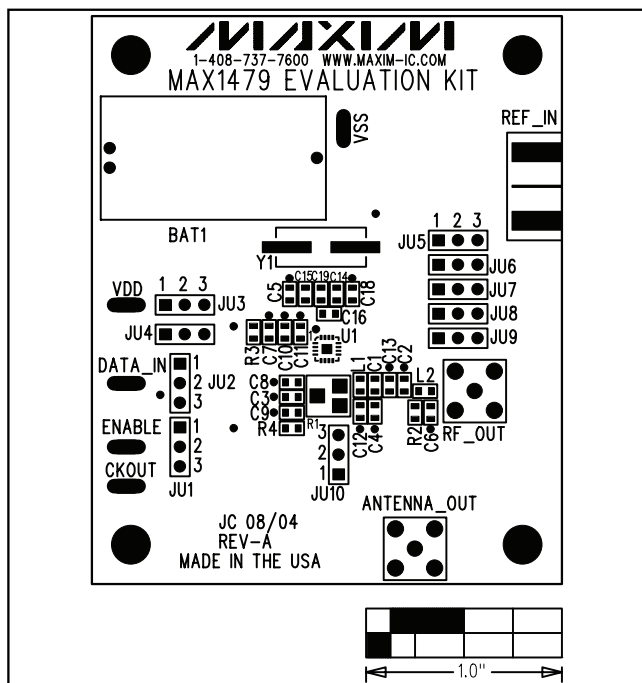 MAXIM
1-408-737-7600 WWW.MAXIM-IC.COM
MAX1479 EVALUATION KIT
VSS
REF_IN
BAT1
1 2 3
JU5
Y1
JU6
C15 C19 C14
C5
C18
JU7
VDD
1 2 3
JU3
C16
JU8
JU4
JU9
R3
C7
C10
C11
1
U1
DATA_IN
1
JU2
2
3
C8
C3
C9
R4
R1
L1
C1
C13
C2
L2
ENABLE
1
2
3
JU1
CKOUT
3
2
1
JU10
C12
C4
R2
C6
RF_OUT
ANTENNA_OUT
JC 08/04
REV-A
MADE IN THE USA
1.0"